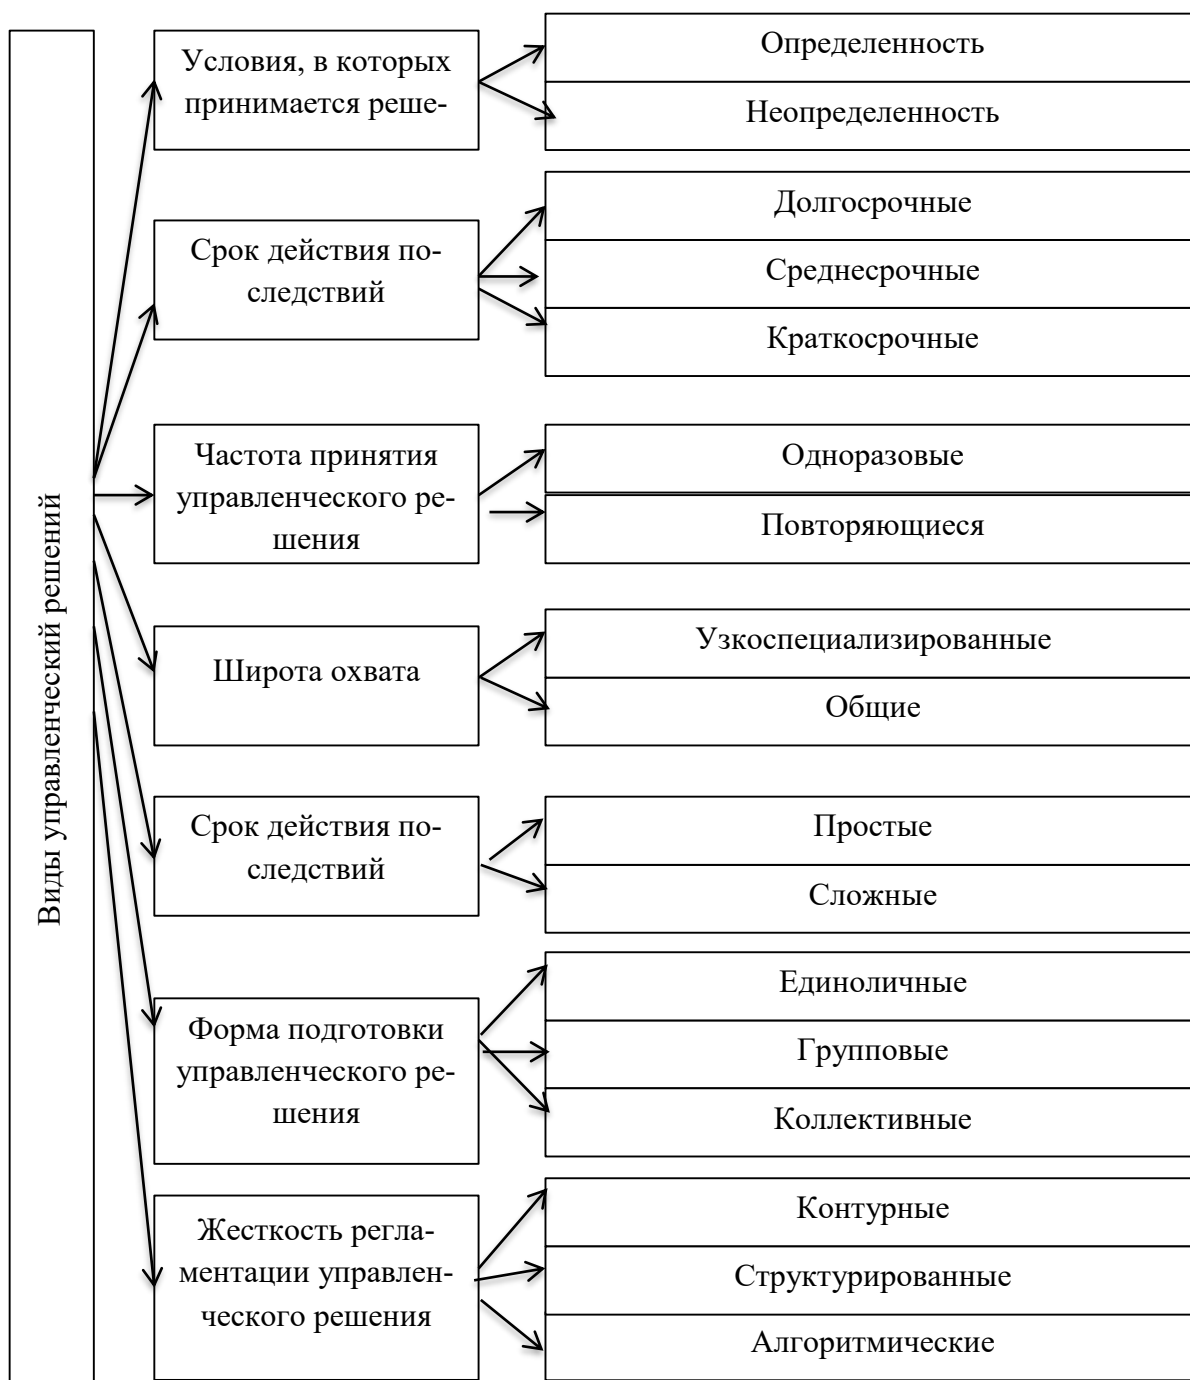 Виды управленческий решений
Условия, в которых
принимается реше-
Определенность
Неопределенность
Срок действия по-
следствий
Долгосрочные
Среднесрочные
Краткосрочные
Частота принятия
управленческого ре-
шения
Одноразовые
Повторяющиеся
Широта охвата
Узкоспециализированные
Общие
Срок действия по-
следствий
Простые
Сложные
Форма подготовки
управленческого ре-
шения
Единоличные
Групповые
Коллективные
Жесткость регла-
ментации управлен-
ческого решения
Контурные
Структурированные
Алгоритмические